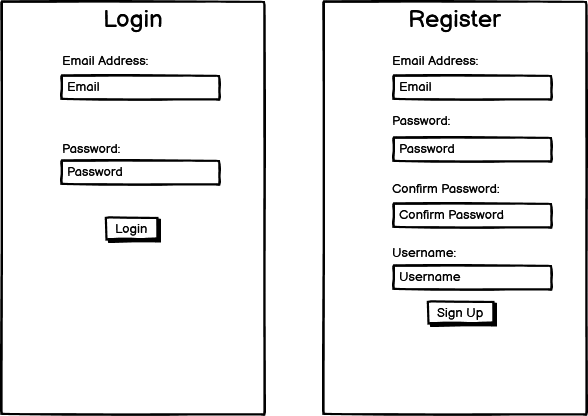 Login
Email Address:
Email
Password:
Password
Login
Register
Email Address:
Email
Password:
Password
Confirm Password:
Confirm Password
Username:
Username
Sign Up